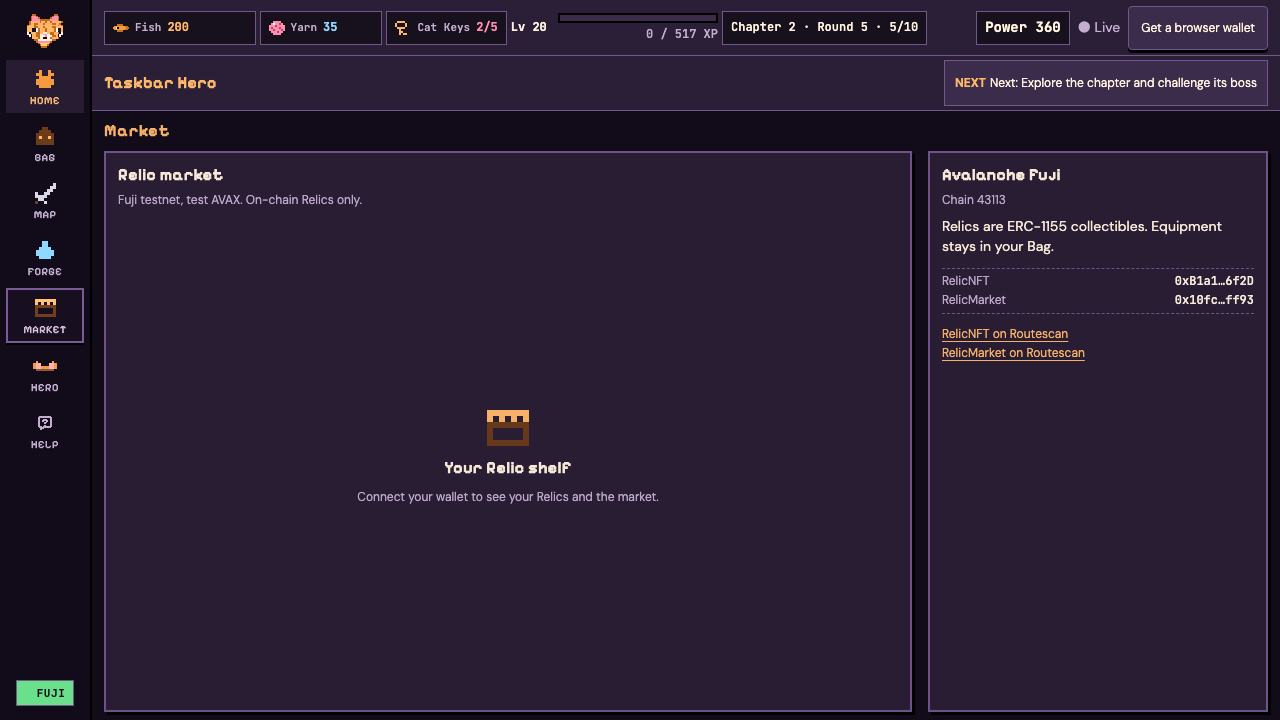 Fish 200
Yarn 35
Cat Keys 2/5
Lv 20
0 / 517 XP
Chapter 2 · Round 5 · 5/10
Power 360
Live
Get a browser wallet
HOME
BAG
MAP
FORGE
MARKET
HERO
HELP
FUJI
Taskbar Hero
NEXT Next: Explore the chapter and challenge its boss
Market
Relic market
Fuji testnet, test AVAX. On-chain Relics only.
Your Relic shelf
Connect your wallet to see your Relics and the market.
Avalanche Fuji
Chain 43113
Relics are ERC-1155 collectibles. Equipment
stays in your Bag.
RelicNFT 0xB1a1…6f2D
RelicMarket 0x10fc…ff93
RelicNFT on Routescan
RelicMarket on Routescan